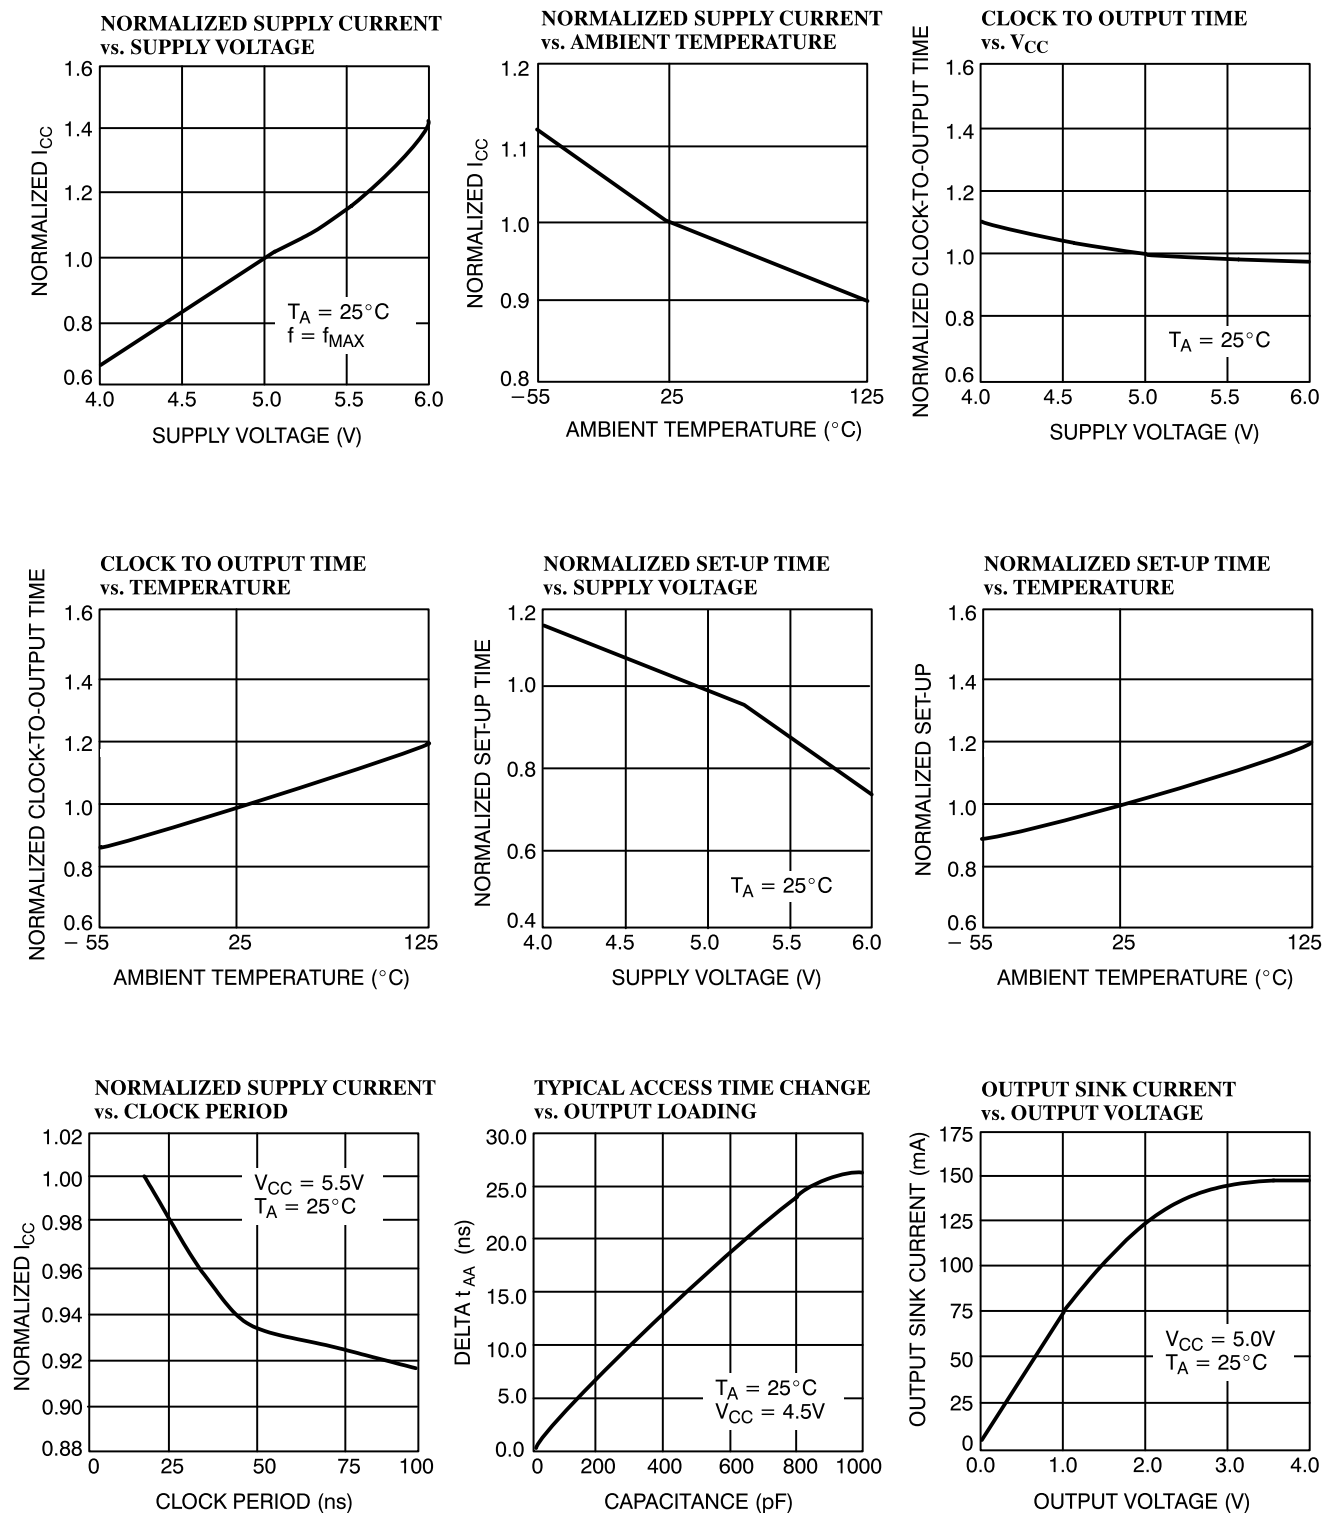 NORMALIZED SUPPLY CURRENT
vs. SUPPLY VOLTAGE
NORMALIZED ICC
1.6
1.4
1.2
1.0
0.8
0.6
TA = 25°C
f = fMAX
4.0 4.5 5.0 5.5 6.0
SUPPLY VOLTAGE (V)
NORMALIZED SUPPLY CURRENT
vs. AMBIENT TEMPERATURE
NORMALIZED ICC
1.2
1.1
1.0
0.9
0.8
−55 25 125
AMBIENT TEMPERATURE (°C)
CLOCK TO OUTPUT TIME
vs. VCC
NORMALIZED CLOCK-TO-OUTPUT TIME
1.6
1.4
1.2
1.0
0.8
0.6
TA = 25°C
4.0 4.5 5.0 5.5 6.0
SUPPLY VOLTAGE (V)
CLOCK TO OUTPUT TIME
vs. TEMPERATURE
NORMALIZED CLOCK-TO-OUTPUT TIME
1.6
1.4
1.2
1.0
0.8
0.6
− 55 25 125
AMBIENT TEMPERATURE (°C)
NORMALIZED SET-UP TIME
vs. SUPPLY VOLTAGE
NORMALIZED SET-UP TIME
1.2
1.0
0.8
0.6
0.4
TA = 25°C
4.0 4.5 5.0 5.5 6.0
SUPPLY VOLTAGE (V)
NORMALIZED SET-UP TIME
vs. TEMPERATURE
NORMALIZED SET-UP
1.6
1.4
1.2
1.0
0.8
0.6
− 55 25 125
AMBIENT TEMPERATURE (°C)
NORMALIZED SUPPLY CURRENT
vs. CLOCK PERIOD
NORMALIZED ICC
1.02
1.00
0.98
0.96
0.94
0.92
0.90
0.88
VCC = 5.5V
TA = 25°C
0 25 50 75 100
CLOCK PERIOD (ns)
TYPICAL ACCESS TIME CHANGE
vs. OUTPUT LOADING
DELTA tAA (ns)
30.0
25.0
20.0
15.0
10.0
5.0
0.0
TA = 25°C
VCC = 4.5V
0 200 400 600 800 1000
CAPACITANCE (pF)
OUTPUT SINK CURRENT
vs. OUTPUT VOLTAGE
OUTPUT SINK CURRENT (mA)
175
150
125
100
75
50
25
0
VCC = 5.0V
TA = 25°C
0.0 1.0 2.0 3.0 4.0
OUTPUT VOLTAGE (V)